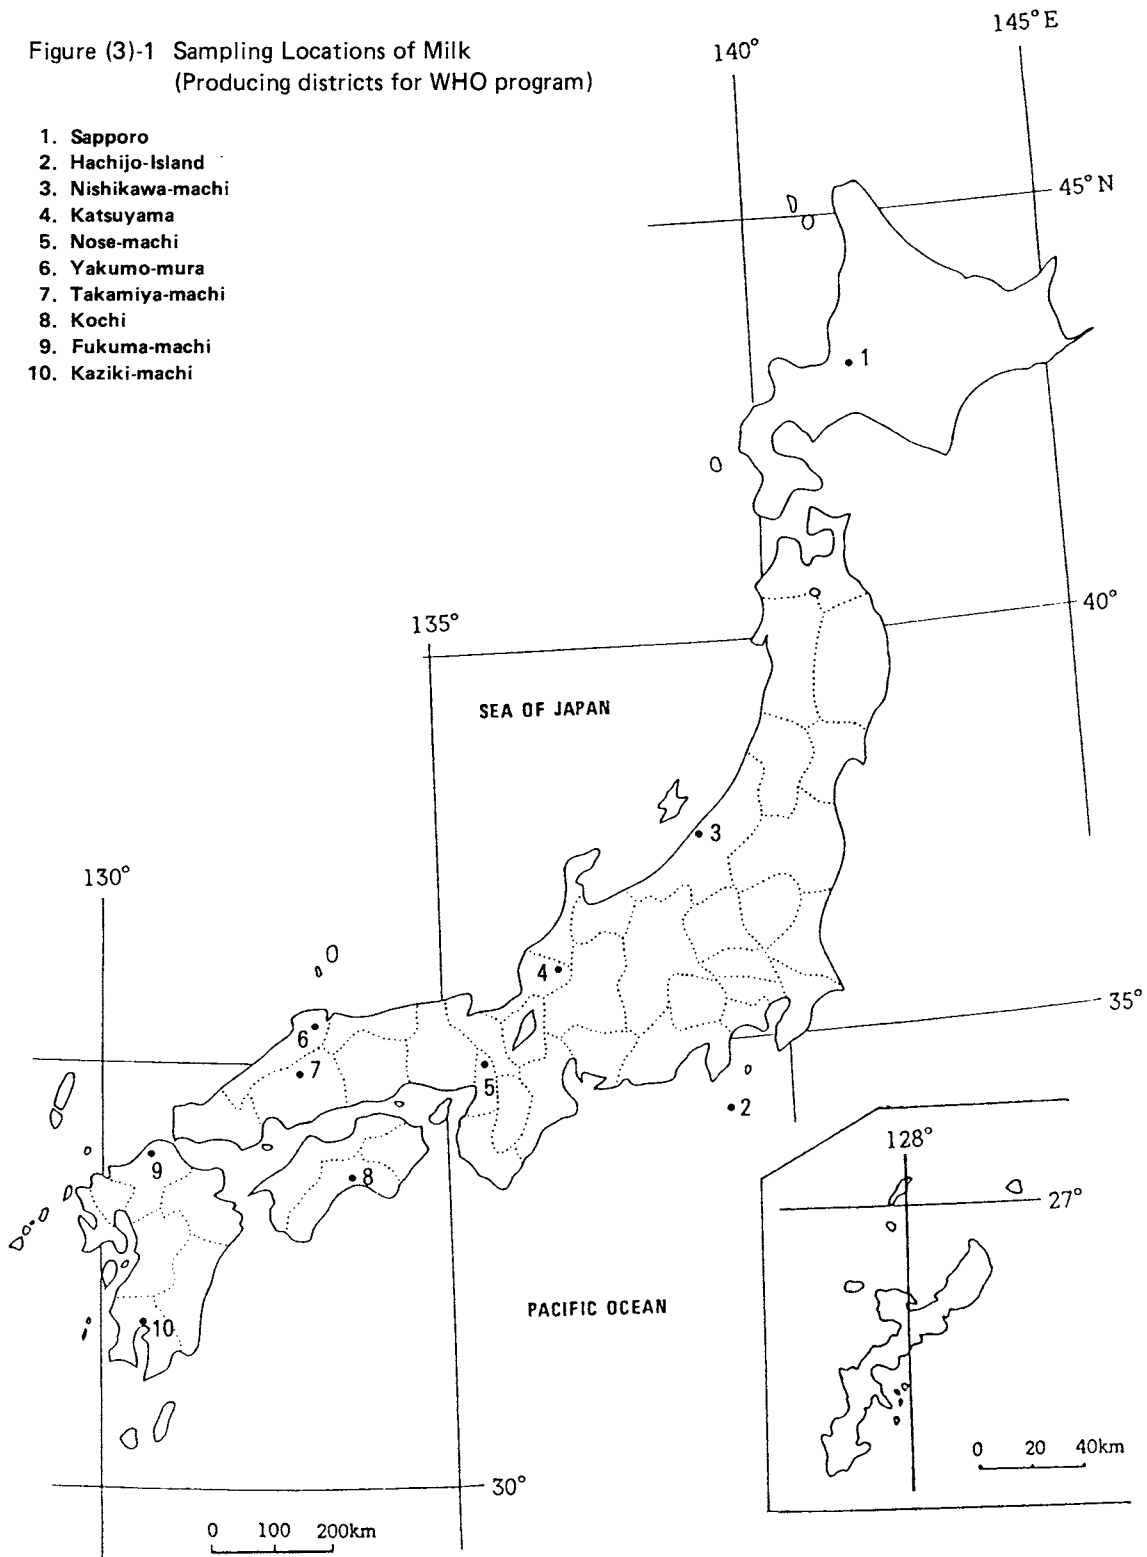 Figure (3)-1 Sampling Locations of Milk
(Producing districts for WHO program)
1. Sapporo
2. Hachijo-Island
3. Nishikawa-machi
4. Katsuyama
5. Nose-machi
6. Yakumo-mura
7. Takamiya-machi
8. Kochi
9. Fukuma-machi
10. Kaziki-machi
145°E
140°
45°N
1
40°
135°
SEA OF JAPAN
3
130°
4
35°
6
7
5
2
128°
9
8
27°
PACIFIC OCEAN
10
0 20 40km
30°
0 100 200km